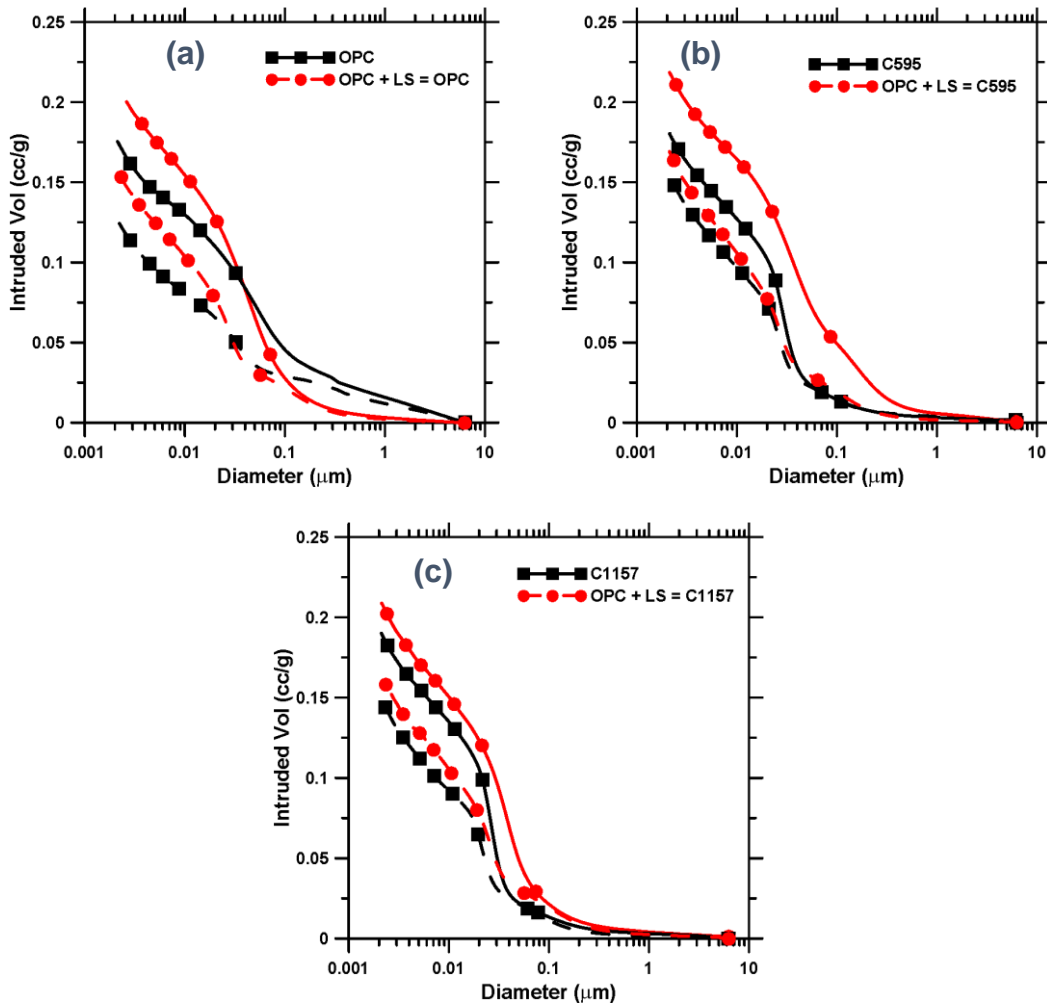 (a)
OPC
OPC + LS = OPC
0.25
0.2
0.15
0.1
0.05
0
Intruded Vol (cc/g)
0.001 0.01 0.1 1 10
Diameter (μm)
(b)
C595
OPC + LS = C595
0.25
0.2
0.15
0.1
0.05
0
Intruded Vol (cc/g)
0.001 0.01 0.1 1 10
Diameter (μm)
(c)
C1157
OPC + LS = C1157
0.25
0.2
0.15
0.1
0.05
0
Intruded Vol (cc/g)
0.001 0.01 0.1 1 10
Diameter (μm)